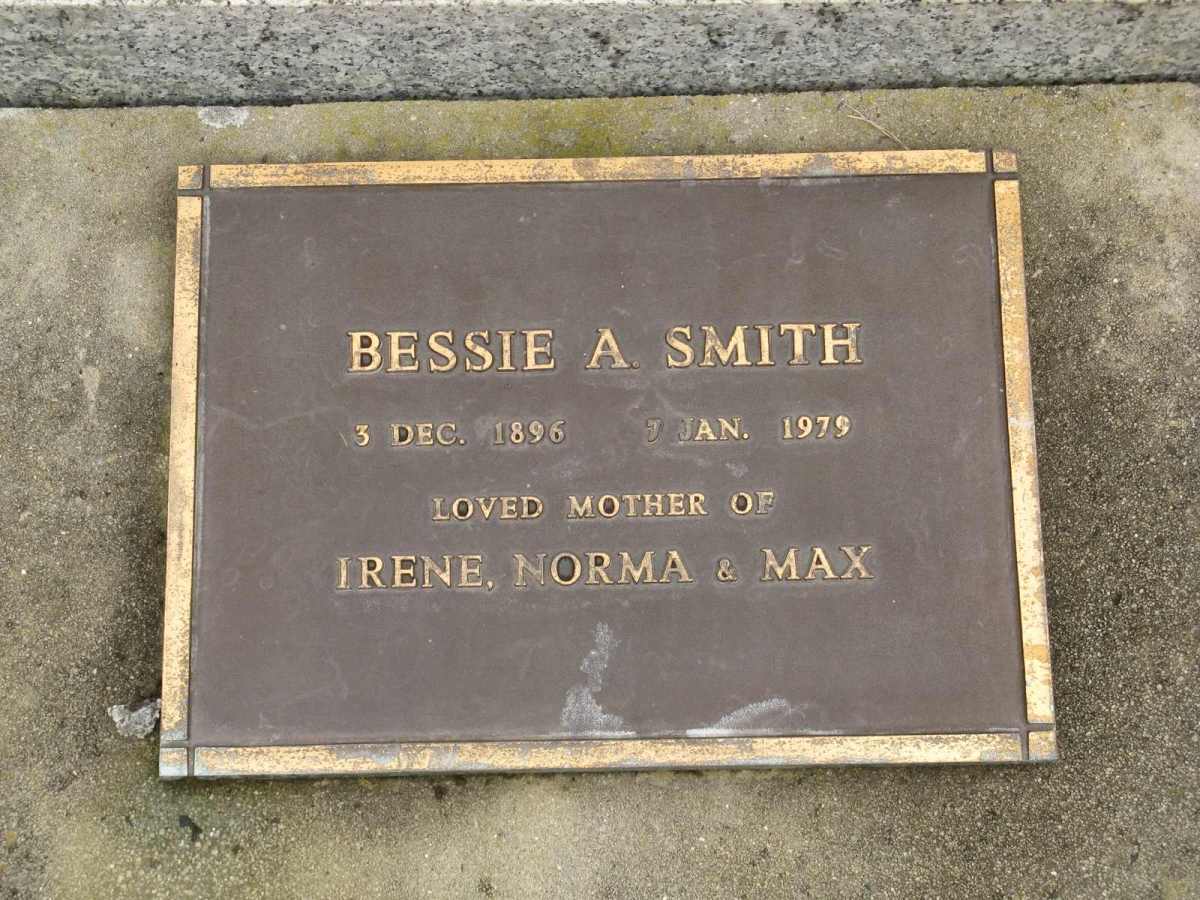 BESSIE A. SMITH
3 DEC. 1896 7 JAN. 1979
LOVED MOTHER OF
IRENE, NORMA & MAX